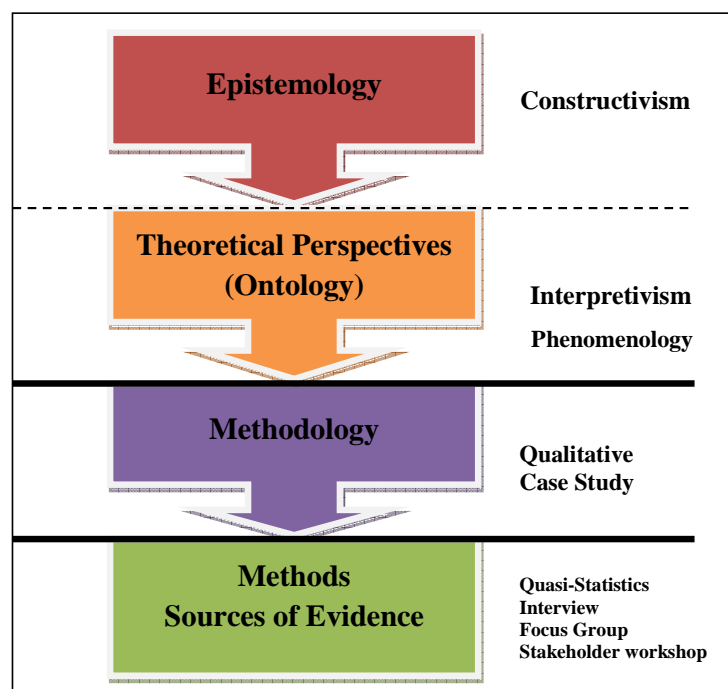 Epistemology
Constructivism
Theoretical Perspectives
(Ontology)
Interpretivism
Phenomenology
Methodology
Qualitative
Case Study
Methods
Sources of Evidence
Quasi-Statistics
Interview
Focus Group
Stakeholder workshop